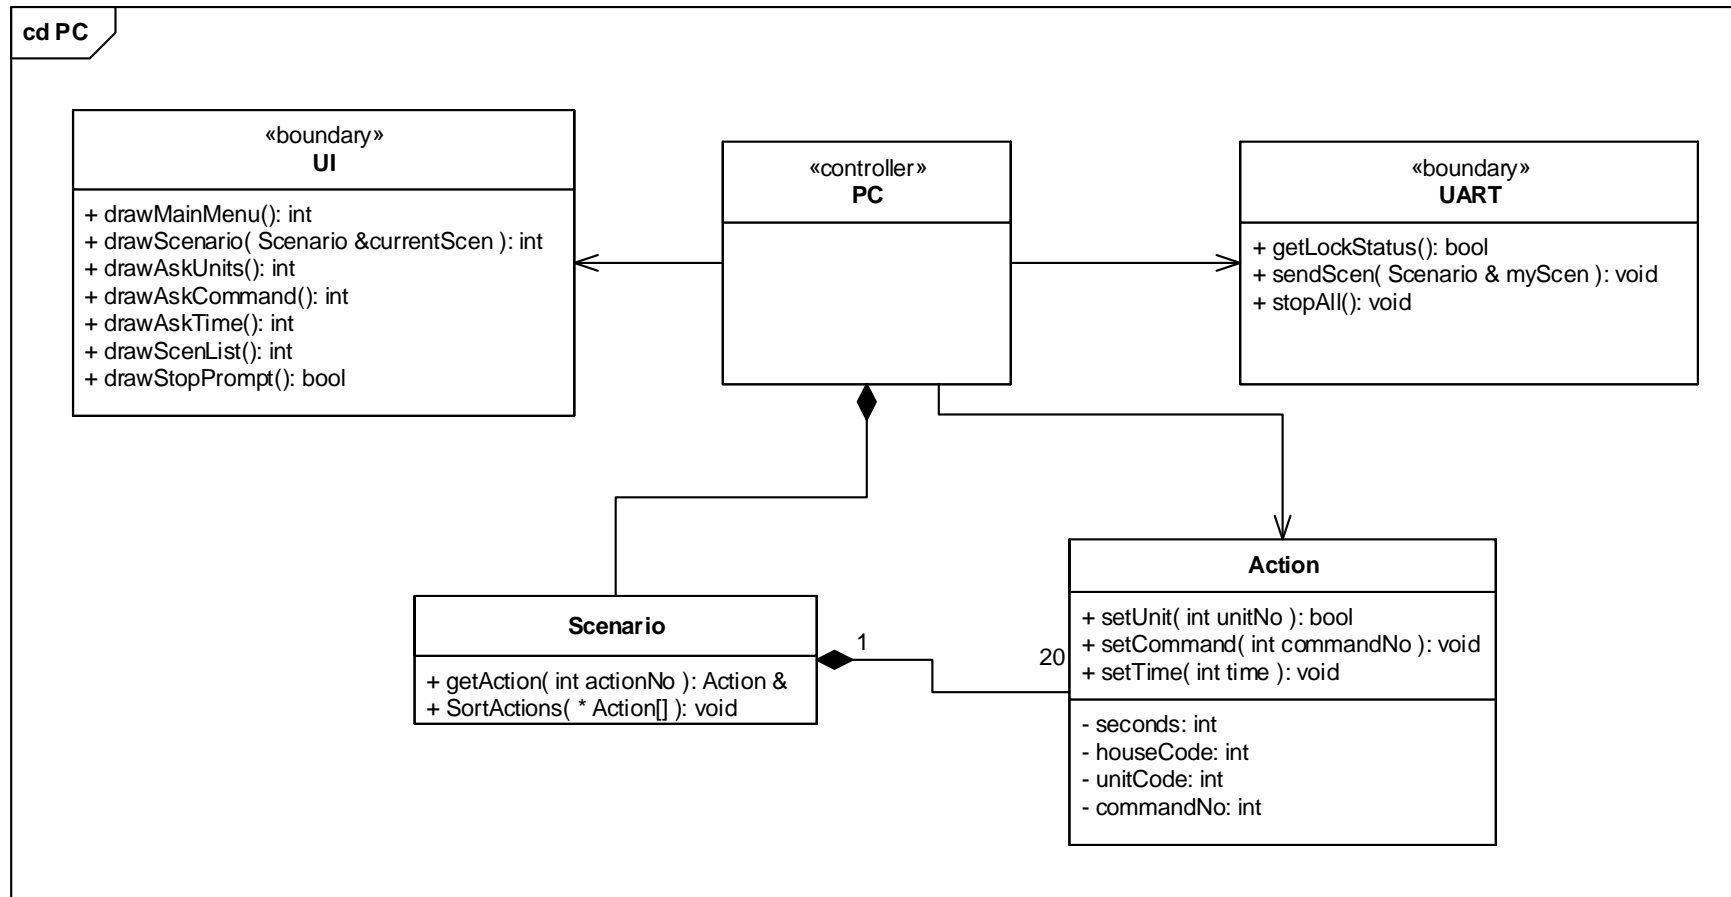 cd PC
«boundary»
UI
+ drawMainMenu(): int
+ drawScenario( Scenario &currentScen ): int
+ drawAskUnits(): int
+ drawAskCommand(): int
+ drawAskTime(): int
+ drawScenList(): int
+ drawStopPrompt(): bool
«controller»
PC
«boundary»
UART
+ getLockStatus(): bool
+ sendScen( Scenario & myScen ): void
+ stopAll(): void
Scenario
+ getAction( int actionNo ): Action &
+ SortActions( * Action[] ): void
1
20
Action
+ setUnit( int unitNo ): bool
+ setCommand( int commandNo ): void
+ setTime( int time ): void
- seconds: int
- houseCode: int
- unitCode: int
- commandNo: int